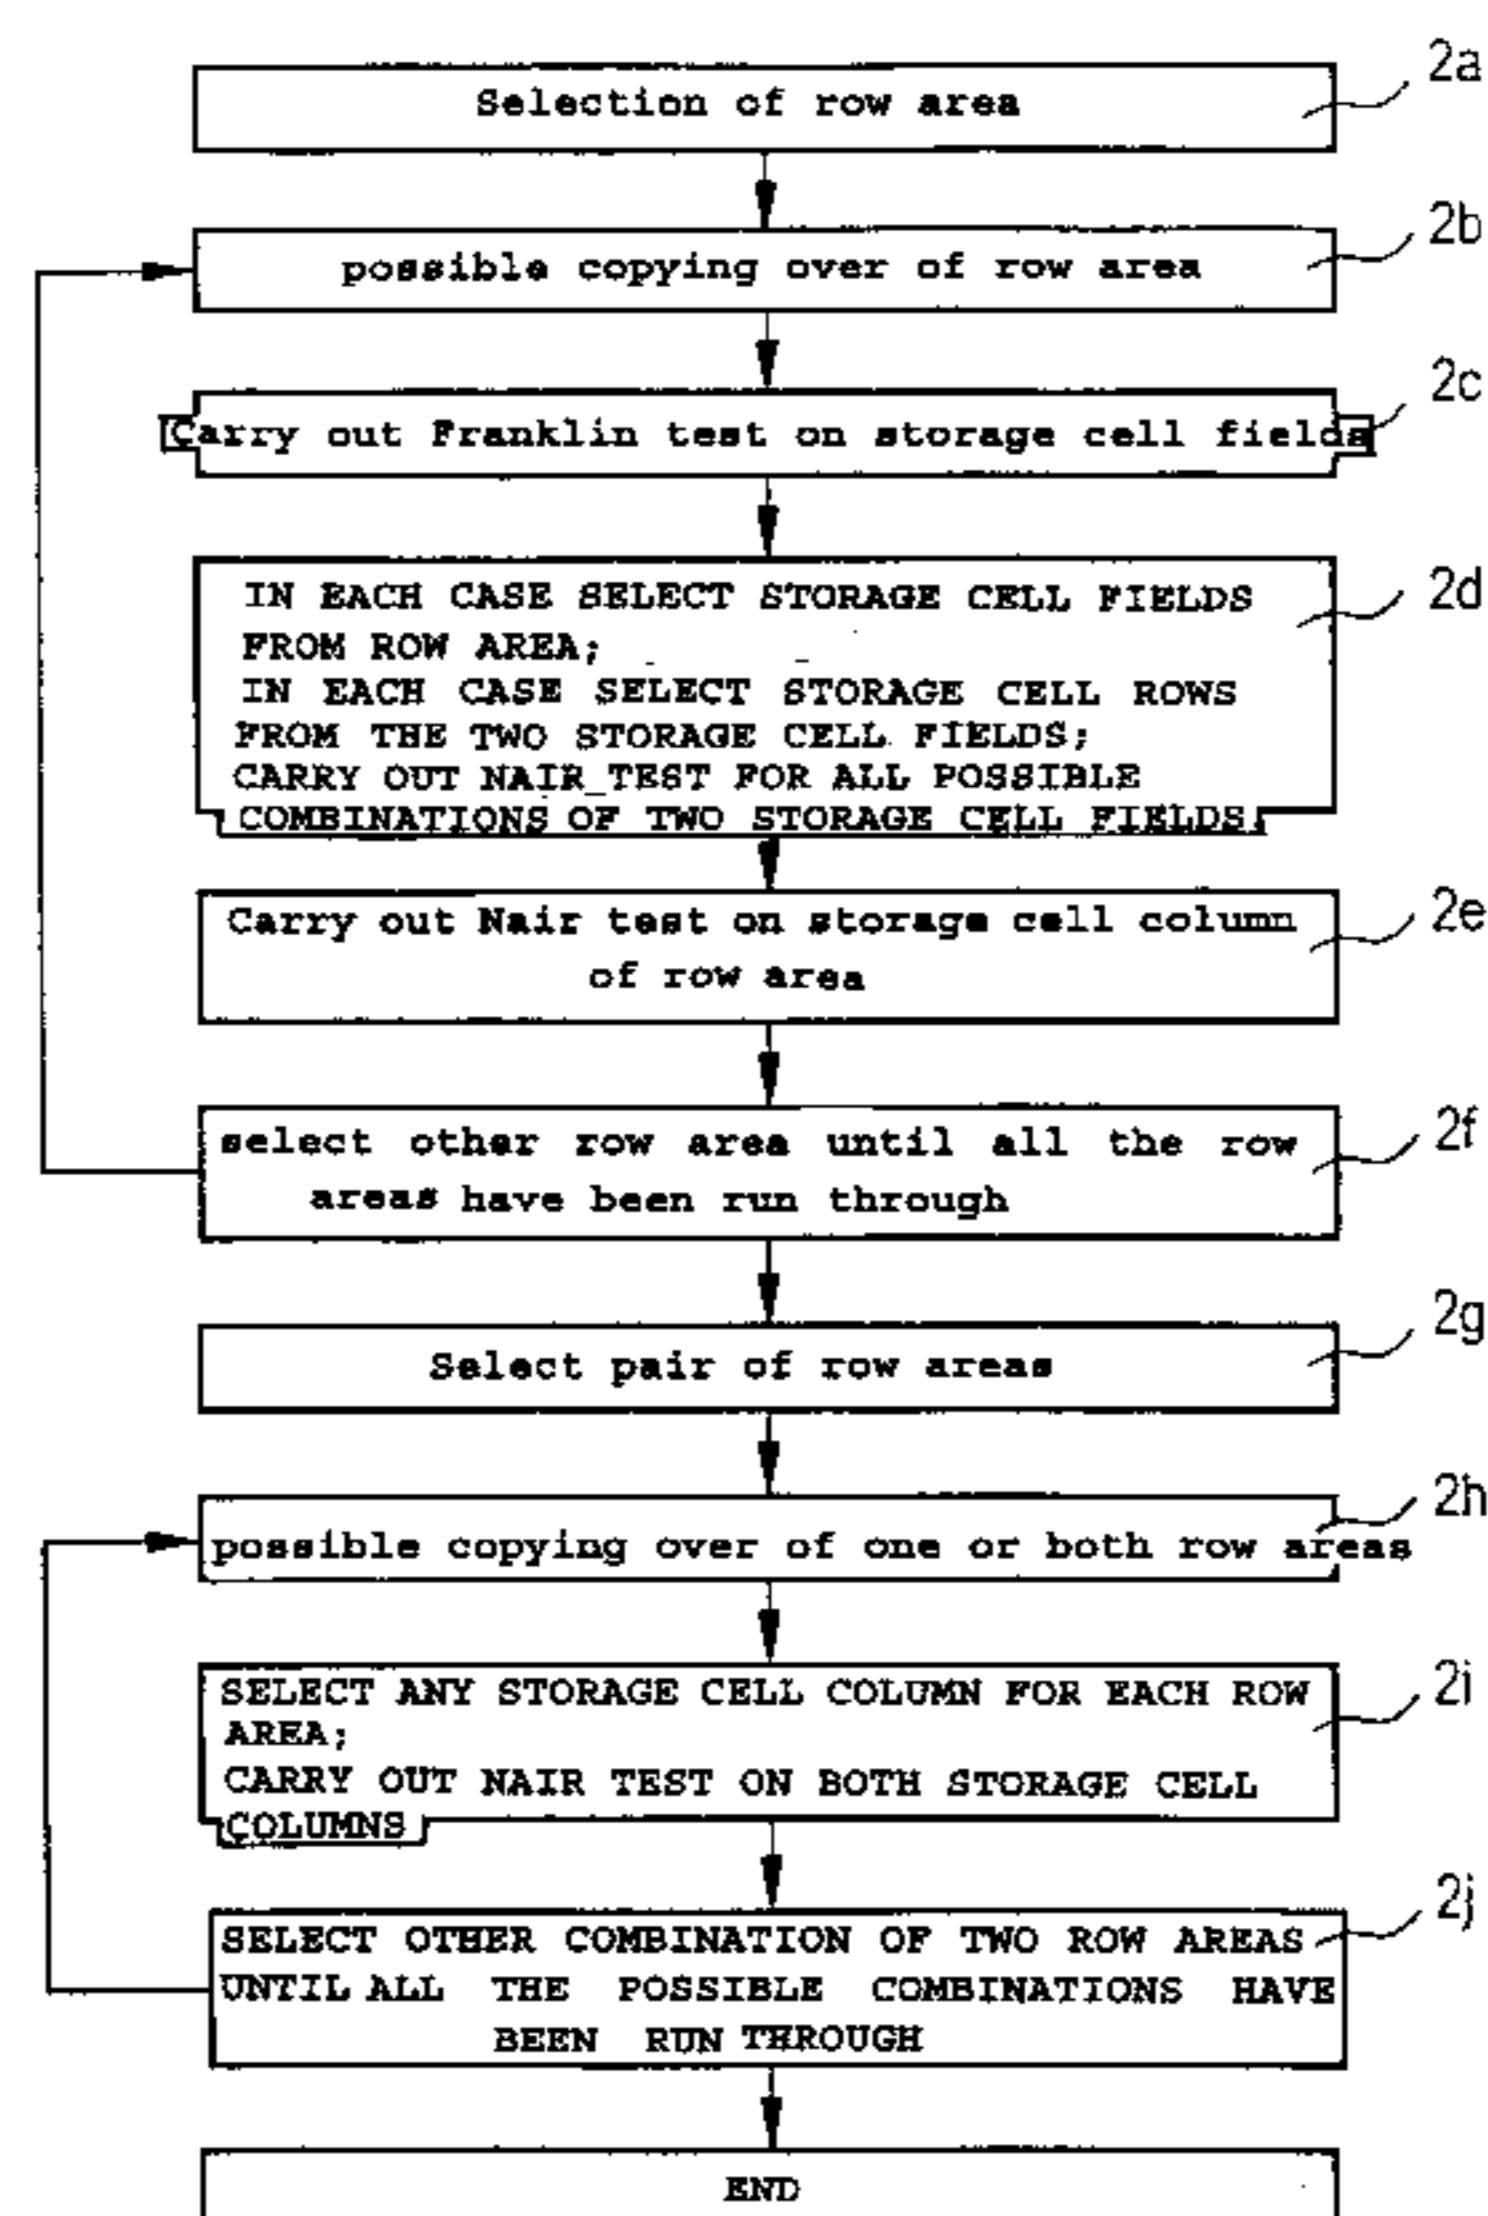 2a
Selection of row area
2b
possible copying over of row area
2c
Carry out Franklin test on storage cell fields
2d
IN EACH CASE SELECT STORAGE CELL FIELDS
FROM ROW AREA;
IN EACH CASE SELECT STORAGE CELL ROWS
FROM THE TWO STORAGE CELL FIELDS;
CARRY OUT NAIR TEST FOR ALL POSSIBLE
COMBINATIONS OF TWO STORAGE CELL FIELDS;
2e
Carry out Nair test on storage cell column
of row area
2f
select other row area until all the row
areas have been run through
2g
Select pair of row areas
2h
possible copying over of one or both row areas
2i
SELECT ANY STORAGE CELL COLUMN FOR EACH ROW
AREA;
CARRY OUT NAIR TEST ON BOTH STORAGE CELL
COLUMNS
2j
SELECT OTHER COMBINATION OF TWO ROW AREAS
UNTIL ALL THE POSSIBLE COMBINATIONS HAVE
BEEN RUN THROUGH
END